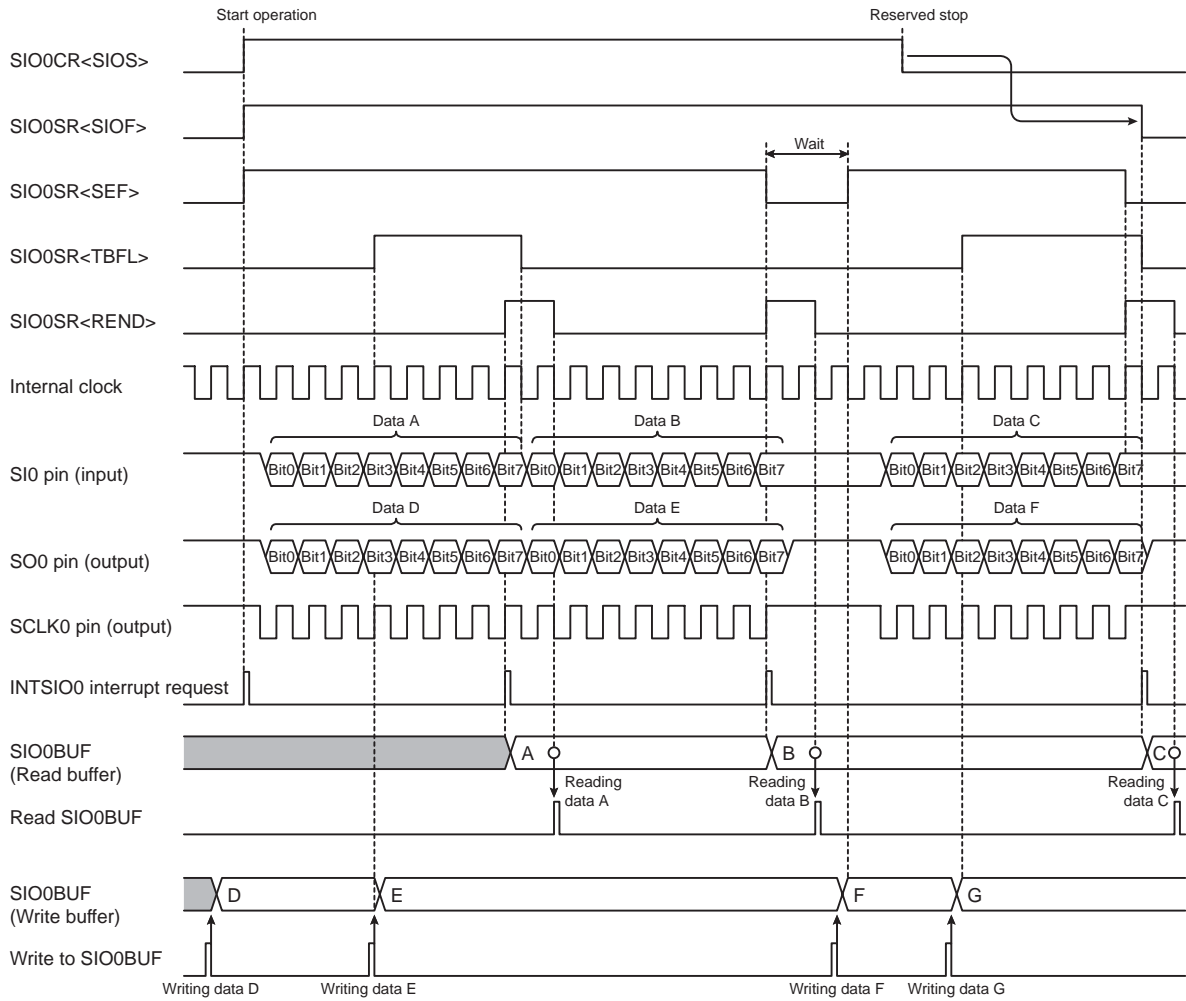 Start operation
Reserved stop
SIO0CR<SIOS>
SIO0SR<SIOF>
Wait
SIO0SR<SEF>
SIO0SR<TBFL>
SIO0SR<REND>
Internal clock
Data A
Data B
Data C
SI0 pin (input)
Bit0 Bit1 Bit2 Bit3 Bit4 Bit5 Bit6 Bit7 Bit0 Bit1 Bit2 Bit3 Bit4 Bit5 Bit6 Bit7
Bit0 Bit1 Bit2 Bit3 Bit4 Bit5 Bit6 Bit7
Data D
Data E
Data F
SO0 pin (output)
Bit0 Bit1 Bit2 Bit3 Bit4 Bit5 Bit6 Bit7 Bit0 Bit1 Bit2 Bit3 Bit4 Bit5 Bit6 Bit7
Bit0 Bit1 Bit2 Bit3 Bit4 Bit5 Bit6 Bit7
SCLK0 pin (output)
INTSIO0 interrupt request
SIO0BUF
(Read buffer)
A
B
C
Reading
data A
Reading
data B
Reading
data C
Read SIO0BUF
SIO0BUF
(Write buffer)
D
E
F
G
Write to SIO0BUF
Writing data D
Writing data E
Writing data F
Writing data G